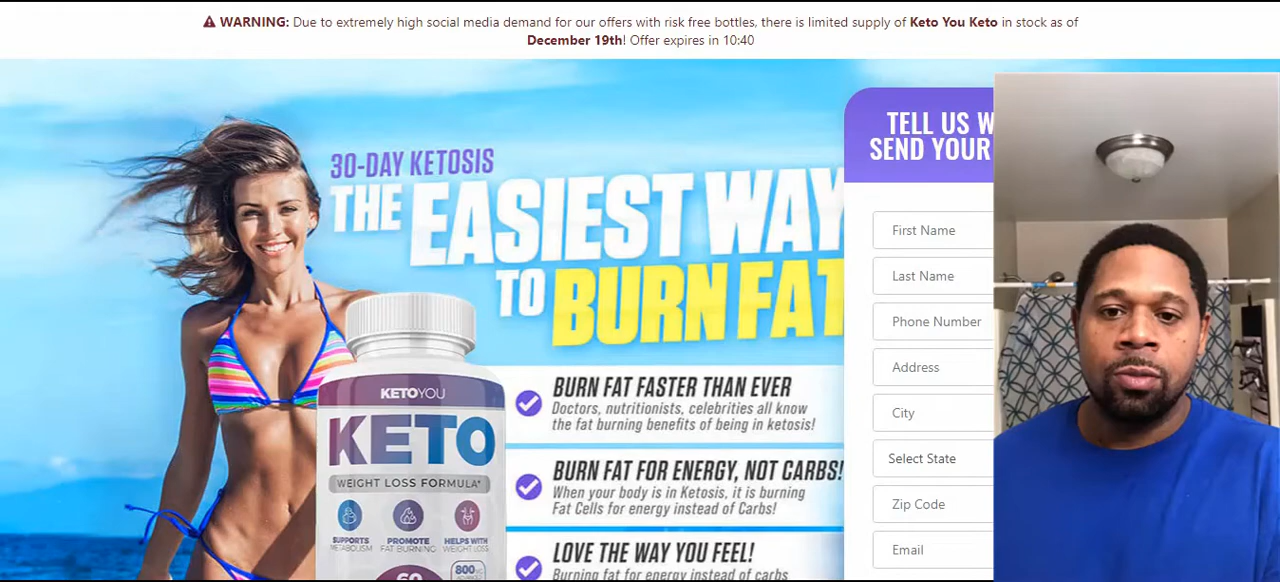 WARNING: Due to extremely high social media demand for our offers with risk free bottles, there is limited supply of Keto You Keto in stock as of
December 19th! Offer expires in 10:40
30-DAY KETOSIS
THE EASIEST WAY
TO BURN FAT
BURN FAT FASTER THAN EVER
Doctors, nutritionists, celebrities all know
the fat burning benefits of being in ketosis!
BURN FAT FOR ENERGY, NOT CARBS!
When your body is in Ketosis, it is burning
Fat Cells for energy instead of Carbs!
LOVE THE WAY YOU FEEL!
Burning fat for energy instead of carbs
KETOYOU
KETO
WEIGHT LOSS FORMULA*
SUPPORTS
METABOLISM
PROMOTE
FAT BURNING
HELPS WITH
WEIGHT LOSS
60
800
TELL US W
SEND YOUR
First Name
Last Name
Phone Number
Address
City
Select State
Zip Code
Email